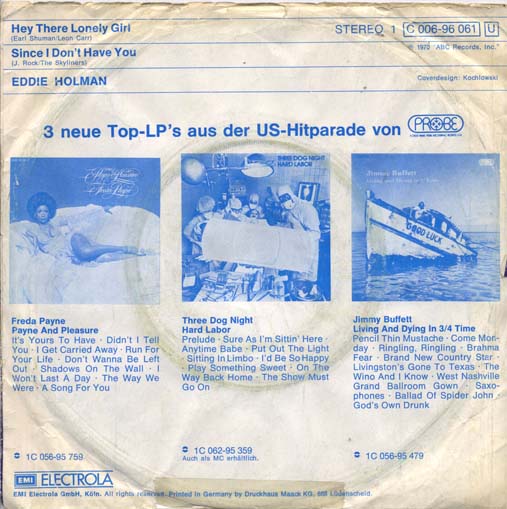 Hey There Lonely Girl
(Earl Shuman/Leon Carr)
Since I Don't Have You
(J. Rock/The Skyliners)
EDDIE HOLMAN
STEREO 1 C 006-96 061 U
℗ 1970 "ABC Records, Inc."
Coverdesign: Kochlowski
3 neue Top-LP's aus der US-Hitparade von PROBE
Payne & Pleasure
Freda Payne
THREE DOG NIGHT
HARD LABOR
Jimmy Buffett
Living and Dying in 3/4 Time
GOOD LUCK
Freda Payne
Payne And Pleasure
It's Yours To Have · Didn't I Tell
You · I Get Carried Away · Run For
Your Life · Don't Wanna Be Left
Out · Shadows On The Wall · I
Won't Last A Day · The Way We
Were · A Song For You
1C 056-95 759
Three Dog Night
Hard Labor
Prelude · Sure As I'm Sittin' Here ·
Anytime Babe · Put Out The Light
· Sitting In Limbo · I'd Be So Happy
· Play Something Sweet · On The
Way Back Home · The Show Must
Go On
1C 062-95 359
Auch als MC erhältlich.
Jimmy Buffett
Living And Dying In 3/4 Time
Pencil Thin Mustache · Come Mon-
day · Ringling, Ringling · Brahma
Fear · Brand New Country Star ·
Livingston's Gone To Texas · The
Wino And I Know · West Nashville
Grand Ballroom Gown · Saxo-
phones · Ballad Of Spider John ·
God's Own Drunk
1C 056-95 479
EMI ELECTROLA
EMI Electrola GmbH, Köln. All rights reserved. Printed in Germany by Druckhaus Maack KG, 588 Lüdenscheid.